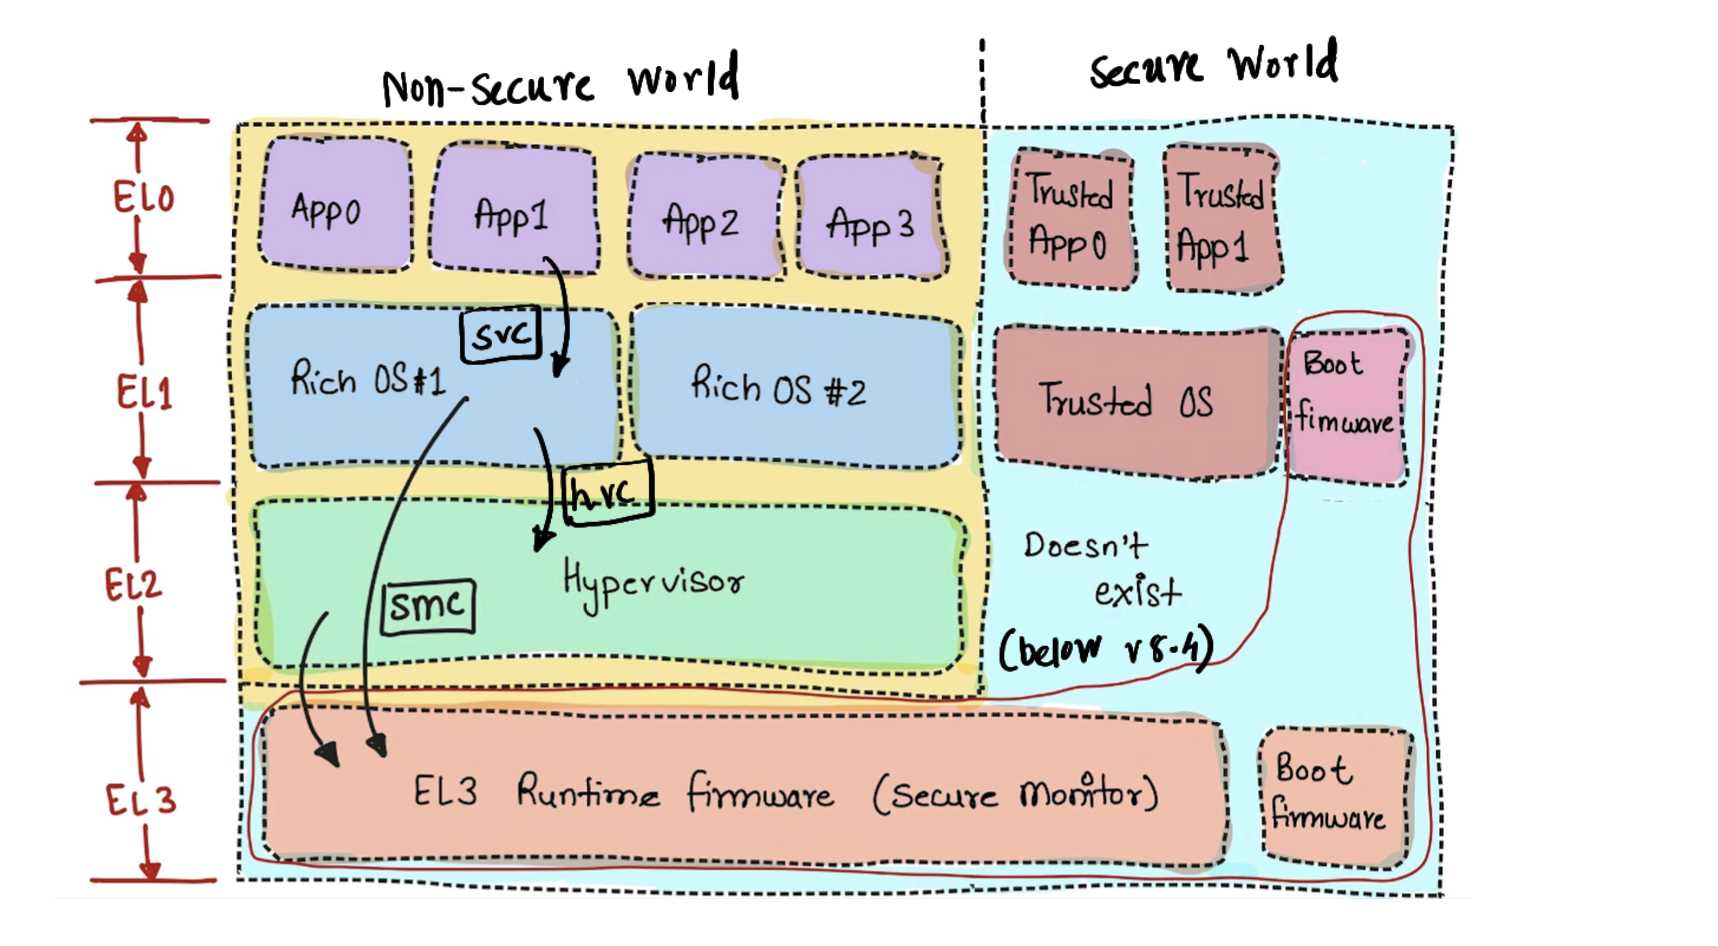 Non-secure World
Secure World
EL0
App0
App1
App2
App3
Trusted
App0
Trusted
App1
EL1
svc
Rich OS#1
Rich OS #2
Trusted OS
Boot
fimware
EL2
hvc
Hypervisor
smc
Doesn't
exist
(below v8.4)
EL3
EL3 Runtime firmware (Secure Monitor)
Boot
firmware